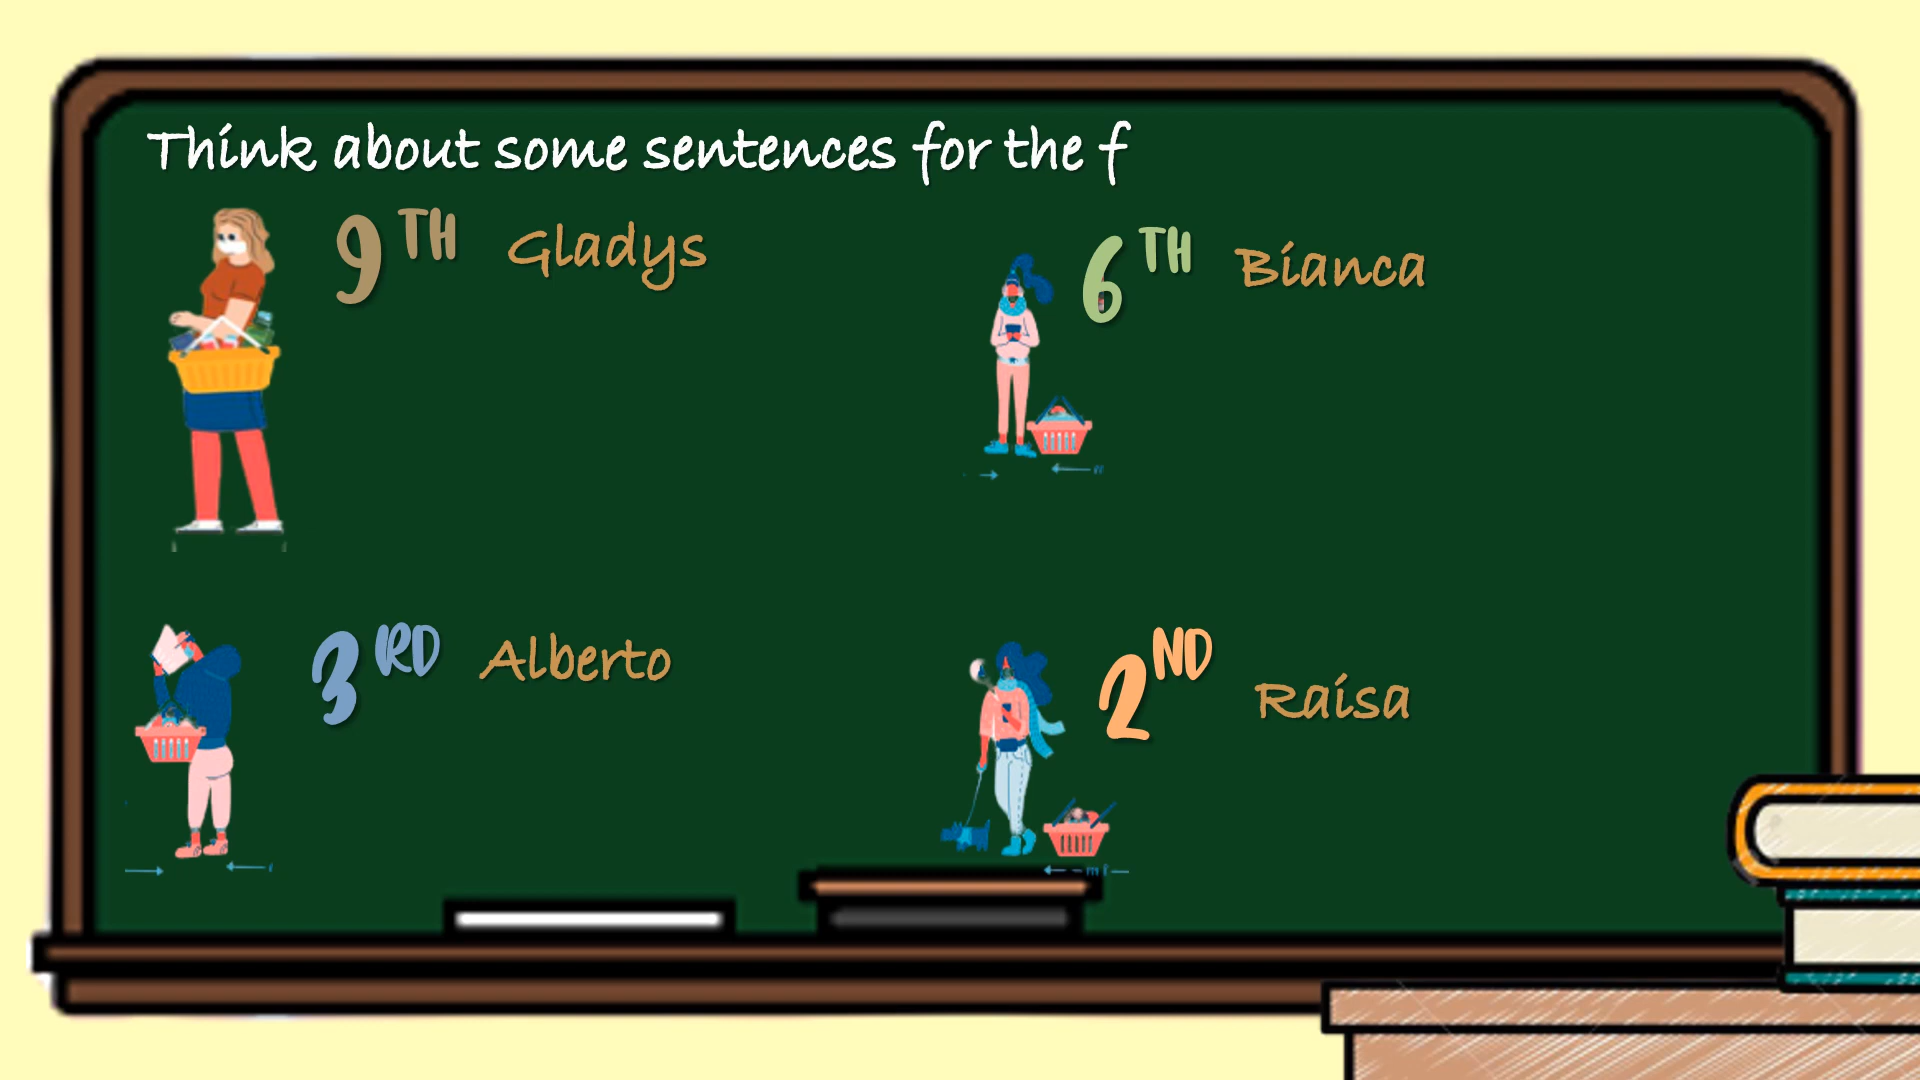 Think about some sentences for the f
9TH Gladys
6TH Bianca
3RD Alberto
2ND Raisa